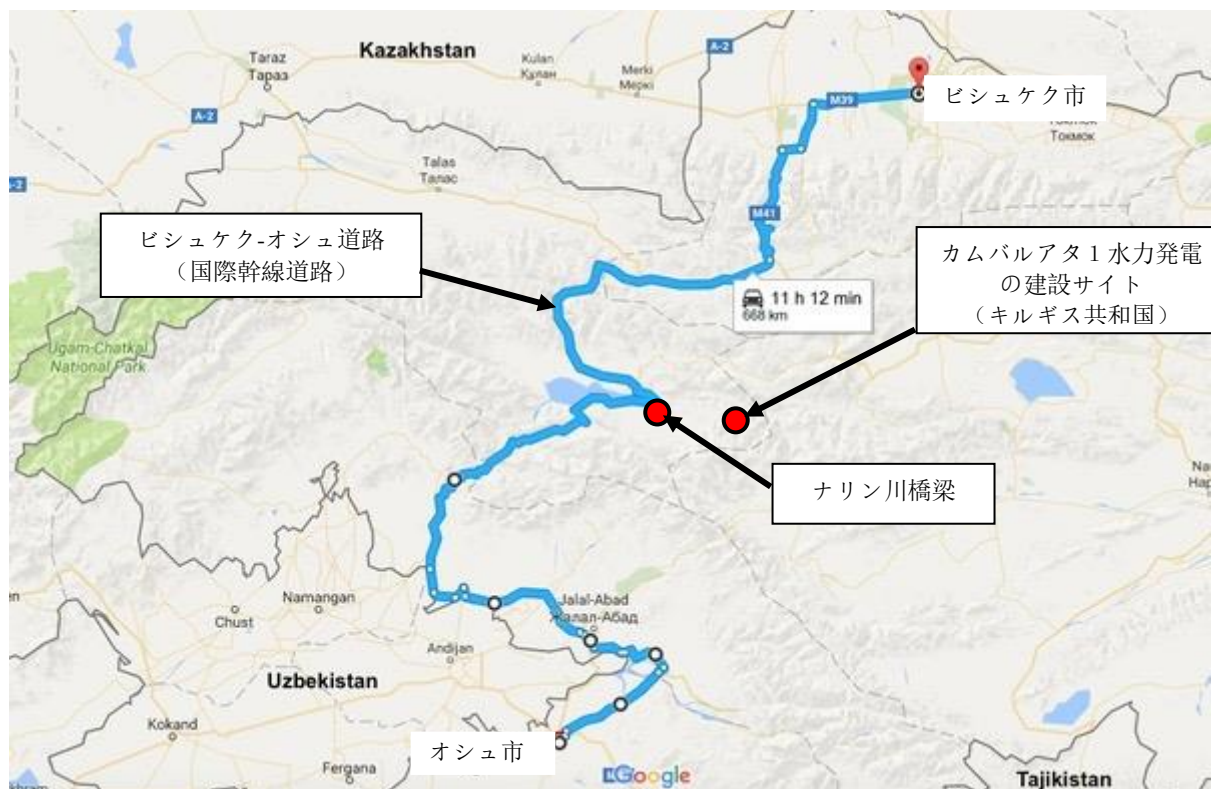 Kazakhstan
Taraz
Тараз
Kulan
Кулан
Merki
Мерки
A-2
A-2
M39
ビシュケク市
Токмок
Talas
Талас
M41
ビシュケク-オシュ道路
（国際幹線道路）
カムバルアタ１水力発電
の建設サイト
（キルギス共和国）
11 h 12 min
668 km
Ugam-Chatkal
National Park
ナリン川橋梁
Namangan
Chust
Jalal-Abad
Жалал-Абад
Andijan
Uzbekistan
Kokand
オシュ市
Fergana
Google
Tajikistan